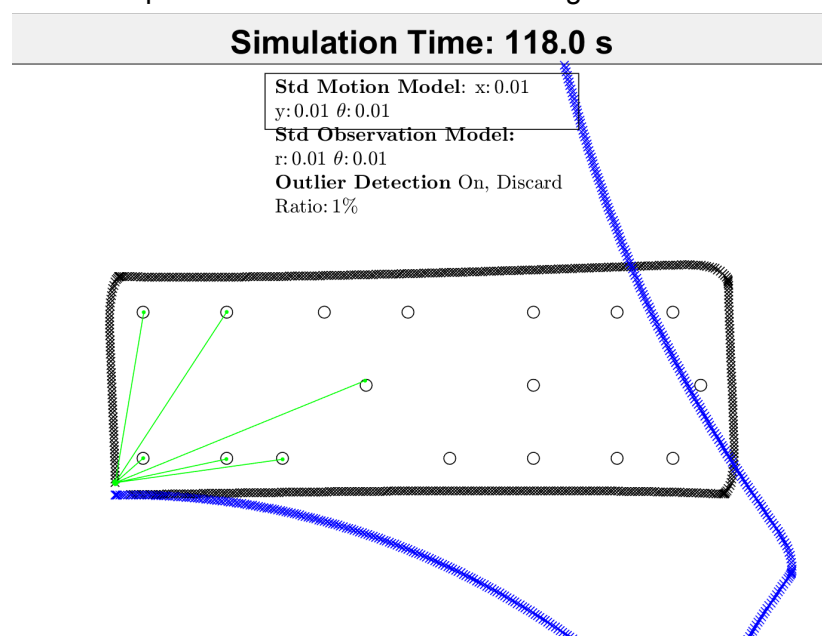 Simulation Time: 118.0 s
Std Motion Model: x: 0.01
y: 0.01 θ: 0.01
Std Observation Model:
r: 0.01 θ: 0.01
Outlier Detection On, Discard
Ratio: 1%